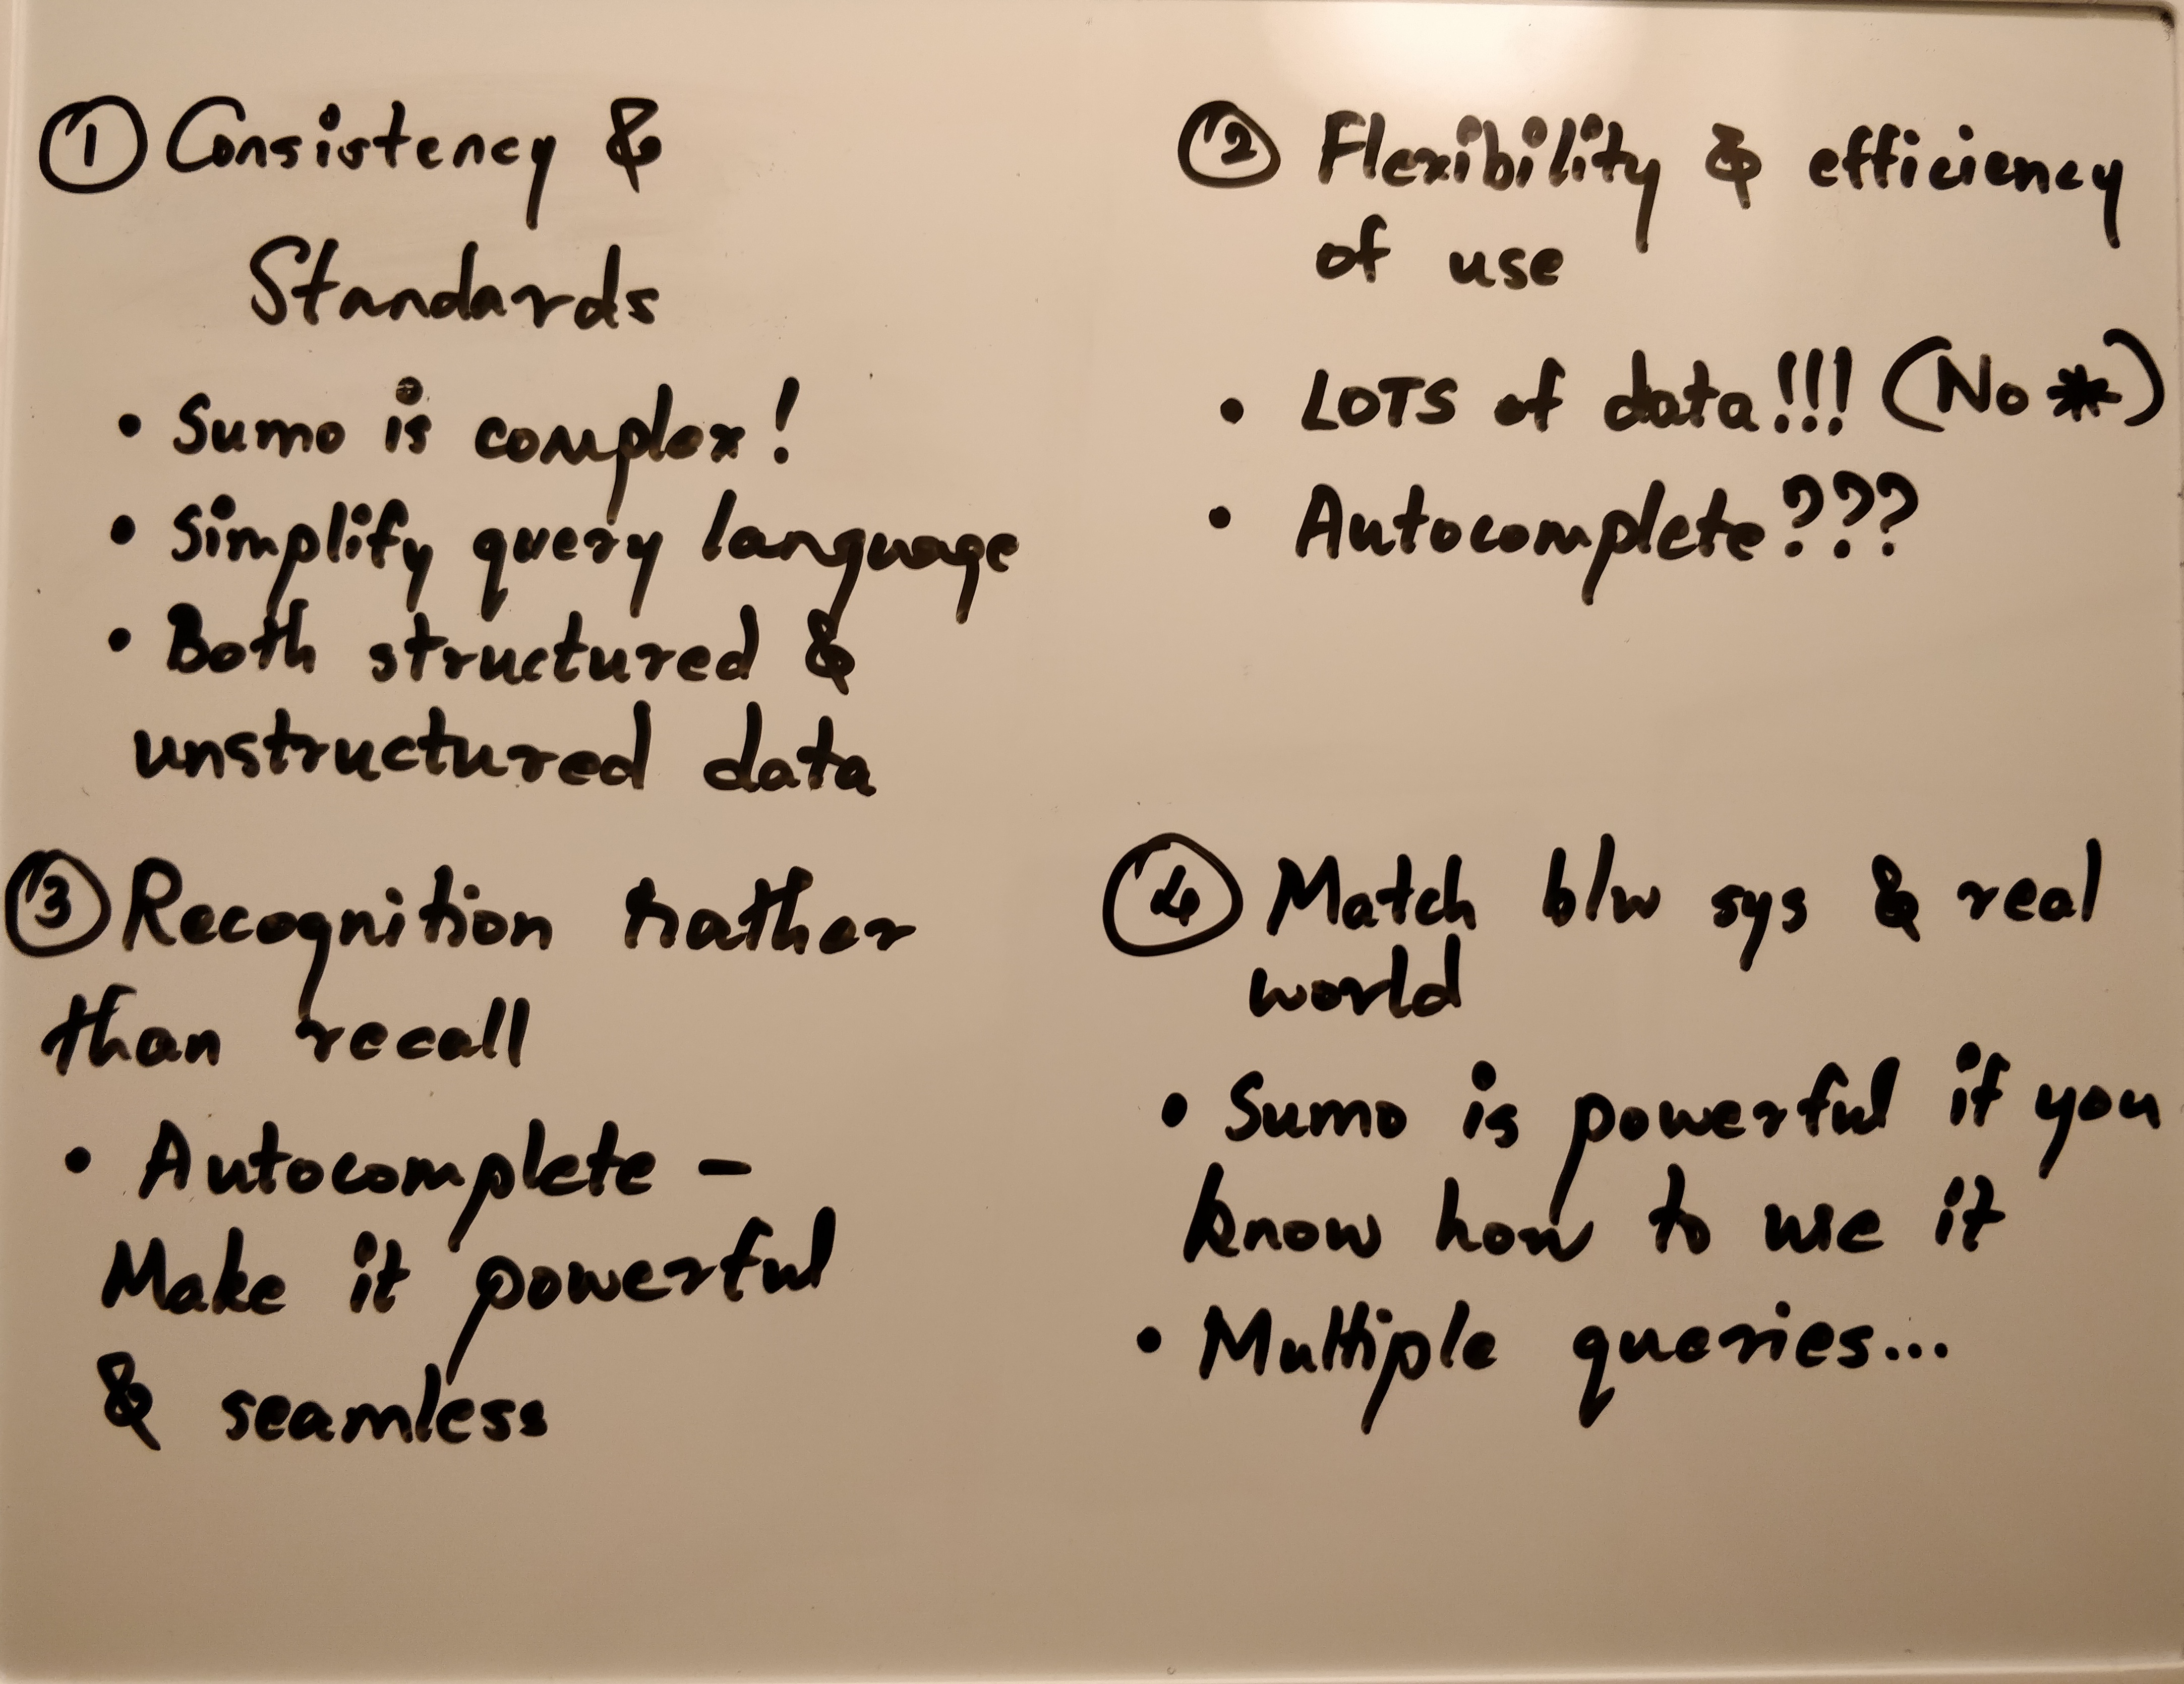 ① Consistency &
Standards
• Sumo is complex!
• Simplify query language
• Both structured &
unstructured data
② Flexibility & efficiency
of use
• LOTS of data!!! (No *)
• Autocomplete???
③ Recognition rather
than recall
• Autocomplete –
Make it powerful
& seamless
④ Match b/w sys & real
world
• Sumo is powerful if you
know how to use it
• Multiple queries...